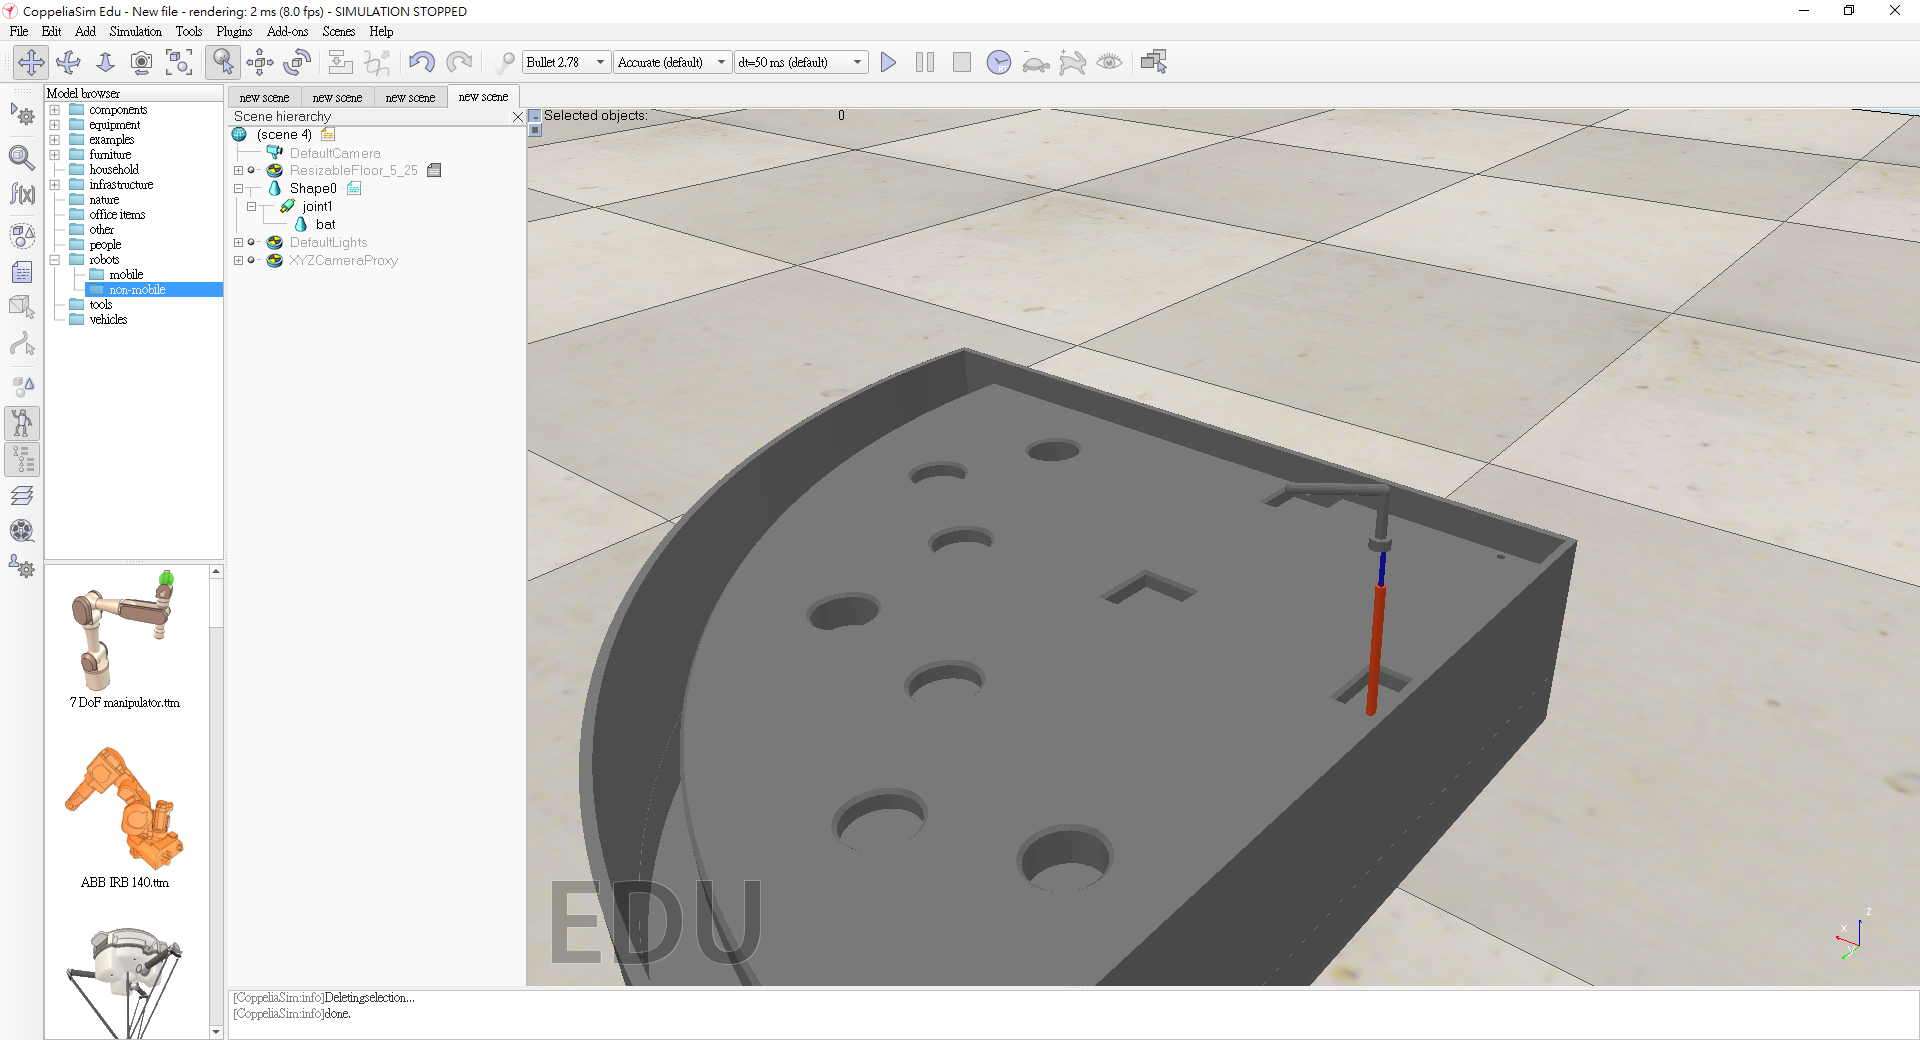 CoppeliaSim Edu - New file - rendering: 2 ms (8.0 fps) - SIMULATION STOPPED
File Edit Add Simulation Tools Plugins Add-ons Scenes Help
Bullet 2.78 Accurate (default) dt=50 ms (default)
RT
Model browser
components
equipment
examples
furniture
household
infrastructure
nature
office items
other
people
robots
mobile
non-mobile
tools
vehicles
f(x)
7 DoF manipulator.ttm
ABB IRB 140.ttm
new scene new scene new scene new scene
Scene hierarchy
(scene 4)
DefaultCamera
ResizableFloor_5_25
Shape0
joint1
bat
DefaultLights
XYZCameraProxy
Selected objects: 0
EDU
z
x
y
[CoppeliaSim:info]Deletingselection...
[CoppeliaSim:info]done.